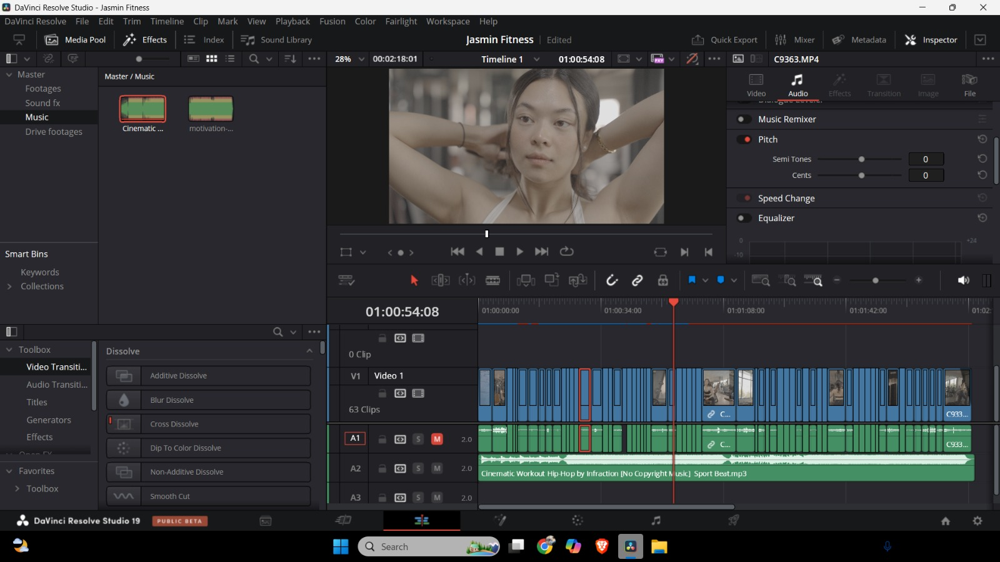 DaVinci Resolve Studio - Jasmin Fitness
DaVinci Resolve File Edit Trim Timeline Clip Mark View Playback Fusion Color Fairlight Workspace Help
Media Pool Effects Index Sound Library Jasmin Fitness Edited Quick Export Mixer Metadata Inspector
28% 00:02:18:01 Timeline 1 01:00:54:08 PXY C9363.MP4
Master
Footages
Sound fx
Music
Drive footages
Master / Music
Cinematic ... motivation-...
Smart Bins
Keywords
Collections
Video Audio Effects Transition Image File
Dialogue Leveler
Music Remixer
Pitch
Semi Tones 0
Cents 0
Speed Change
Equalizer
0 +24
-10
Toolbox
Video Transiti...
Audio Transiti...
Titles
Generators
Effects
Open FX
Favorites
Toolbox
Dissolve
Additive Dissolve
Blur Dissolve
Cross Dissolve
Dip To Color Dissolve
Non-Additive Dissolve
Smooth Cut
01:00:54:08
01:00:00:00 01:00:34:00 01:01:08:00 01:01:42:00 01:02:
0 Clip
V1 Video 1
63 Clips
C... C933...
A1 S M 2.0
C... C933...
A2 S M 2.0
Cinematic Workout Hip-Hop by Infraction [No Copyright Music] Sport Beat.mp3
A3 S M 2.0
DaVinci Resolve Studio 19 PUBLIC BETA
Search